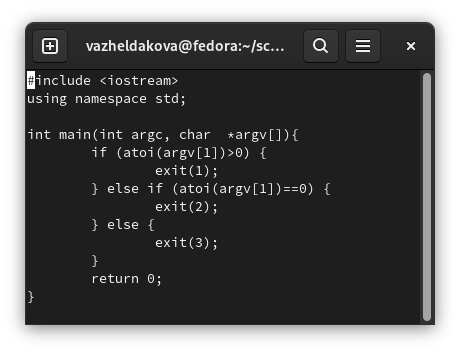 vazheldakova@fedora:~/sc...
#include <iostream>
using namespace std;

int main(int argc, char  *argv[]){
        if (atoi(argv[1])>0) {
                exit(1);
        } else if (atoi(argv[1])==0) {
                exit(2);
        } else {
                exit(3);
        }
        return 0;
}